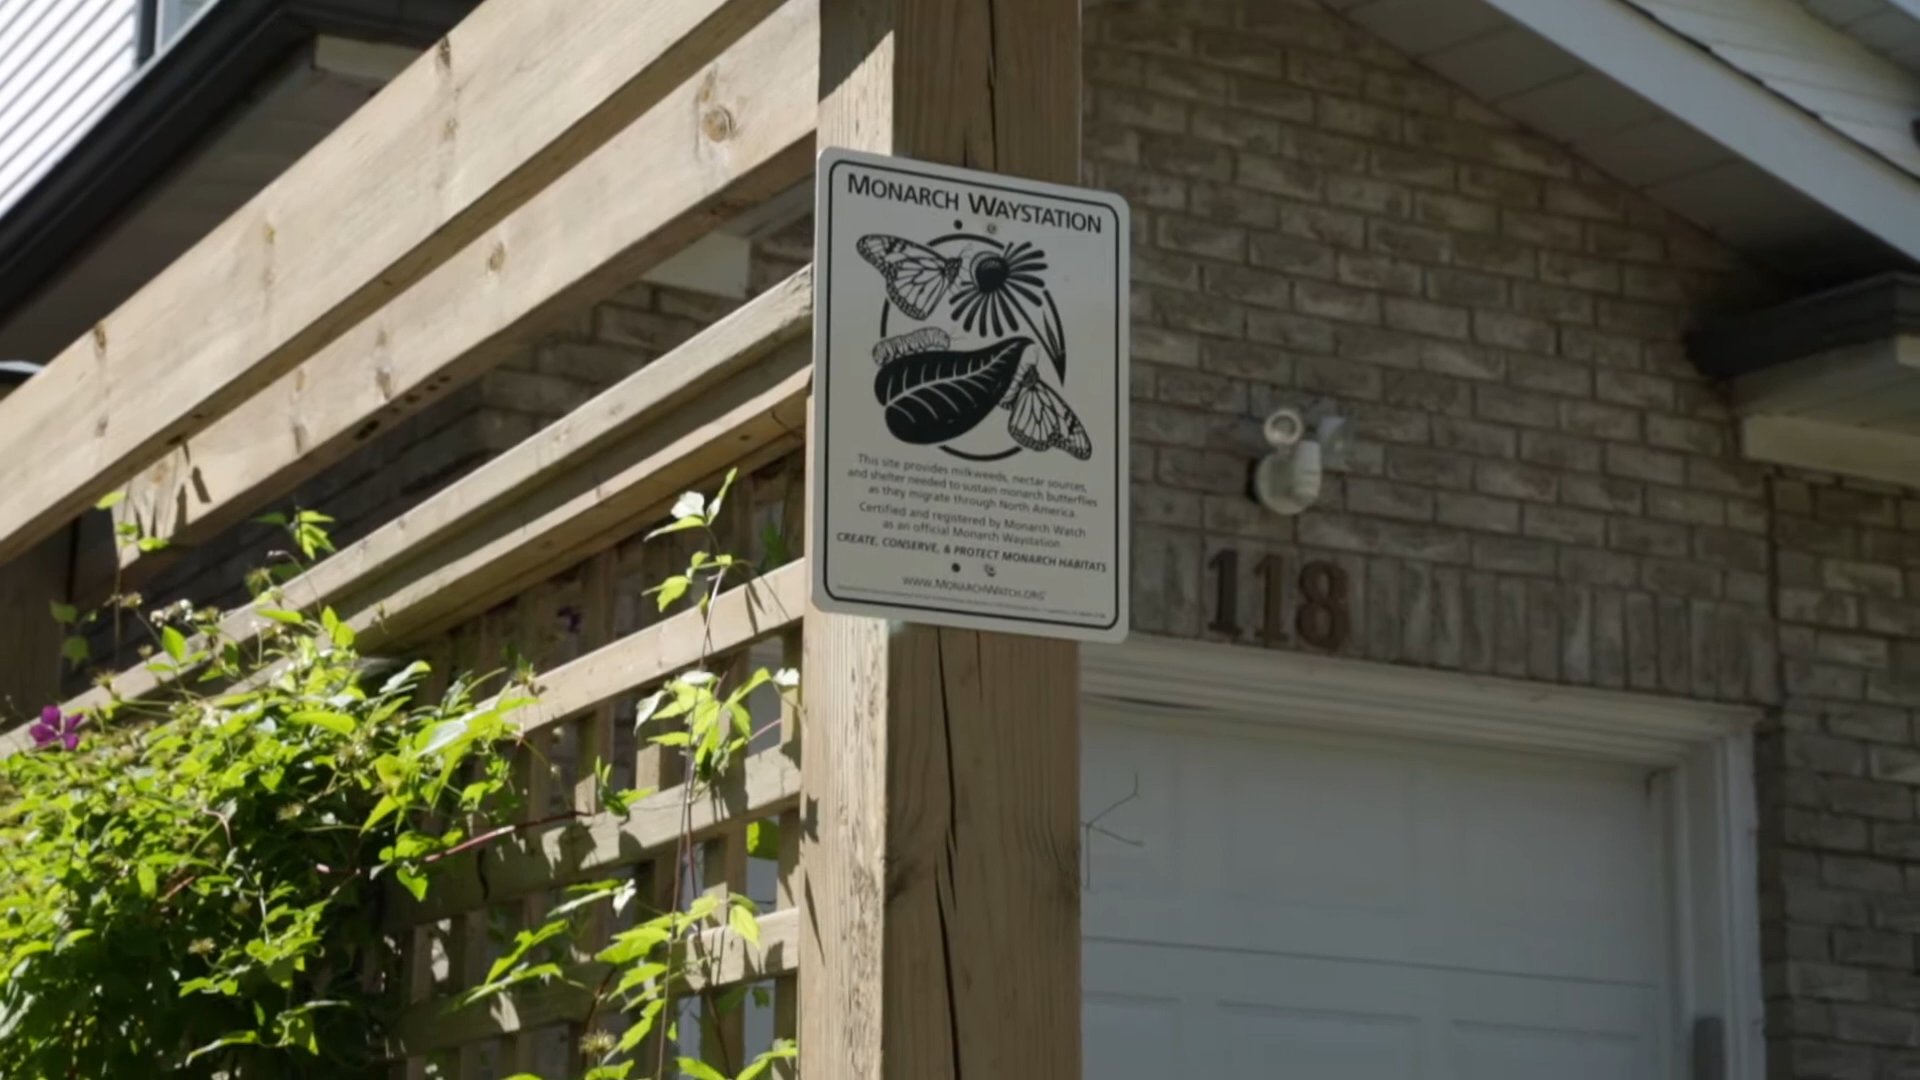 MONARCH WAYSTATION
This site provides milkweeds, nectar sources,
and shelter needed to sustain monarch butterflies
as they migrate through North America.
Certified and registered by Monarch Watch
as an official Monarch Waystation.
CREATE, CONSERVE, & PROTECT MONARCH HABITATS
WWW.MONARCHWATCH.ORG
118